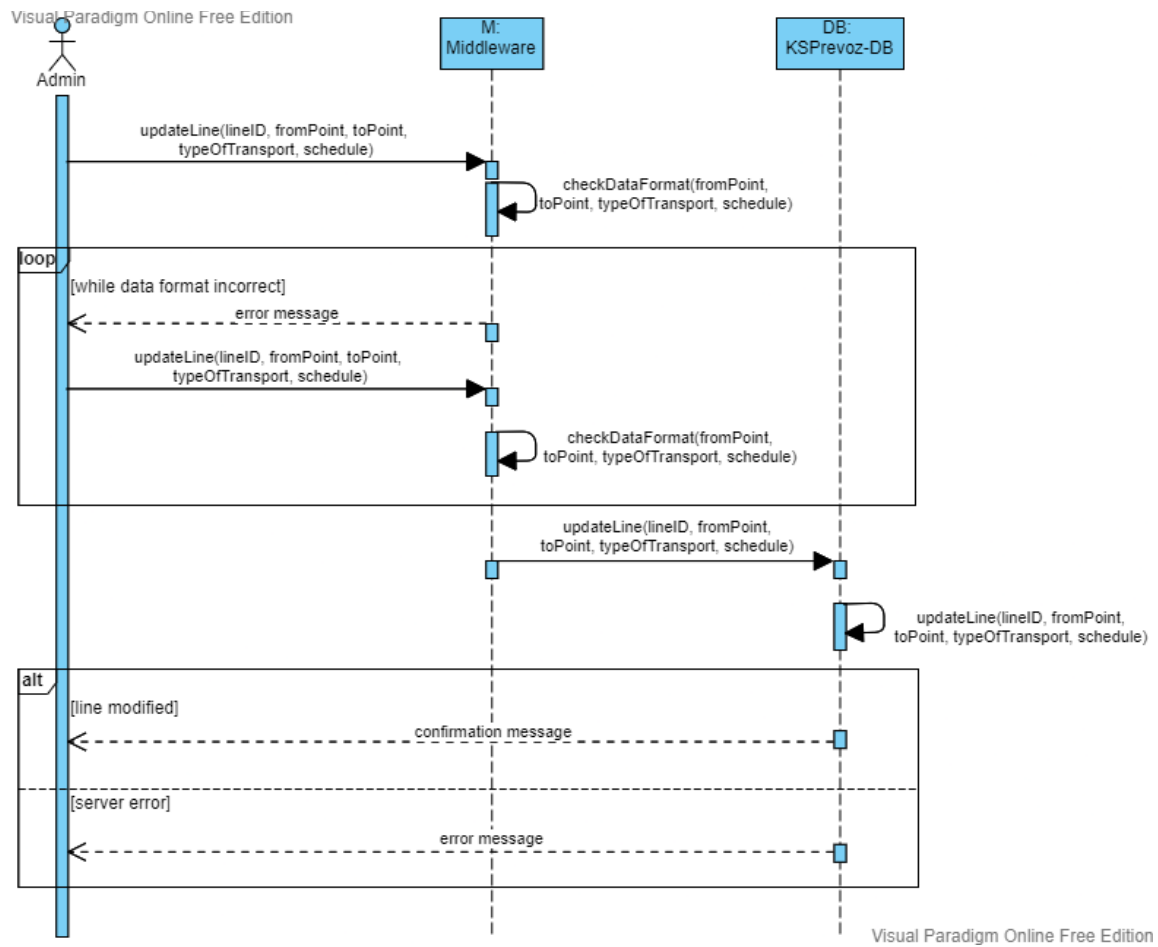 Visual Paradigm Online Free Edition
Admin
M:
Middleware
DB:
KSPrevoz-DB
updateLine(lineID, fromPoint, toPoint,
typeOfTransport, schedule)
checkDataFormat(fromPoint,
toPoint, typeOfTransport, schedule)
loop
[while data format incorrect]
error message
updateLine(lineID, fromPoint, toPoint,
typeOfTransport, schedule)
checkDataFormat(fromPoint,
toPoint, typeOfTransport, schedule)
updateLine(lineID, fromPoint,
toPoint, typeOfTransport, schedule)
updateLine(lineID, fromPoint,
toPoint, typeOfTransport, schedule)
alt
[line modified]
confirmation message
[server error]
error message
Visual Paradigm Online Free Edition